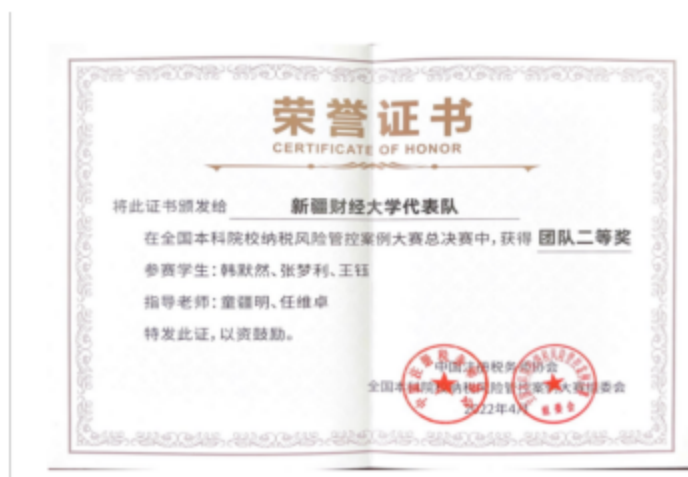 荣誉证书
CERTIFICATE OF HONOR
将此证书颁发给 新疆财经大学代表队
在全国本科院校纳税风险管控案例大赛总决赛中，获得 团队二等奖
参赛学生：韩默然、张梦利、王钰
指导老师：童疆明、任维卓
特发此证，以资鼓励。
中国注册税务师协会
全国本科院校纳税风险管控案例大赛组委会
2022年4月